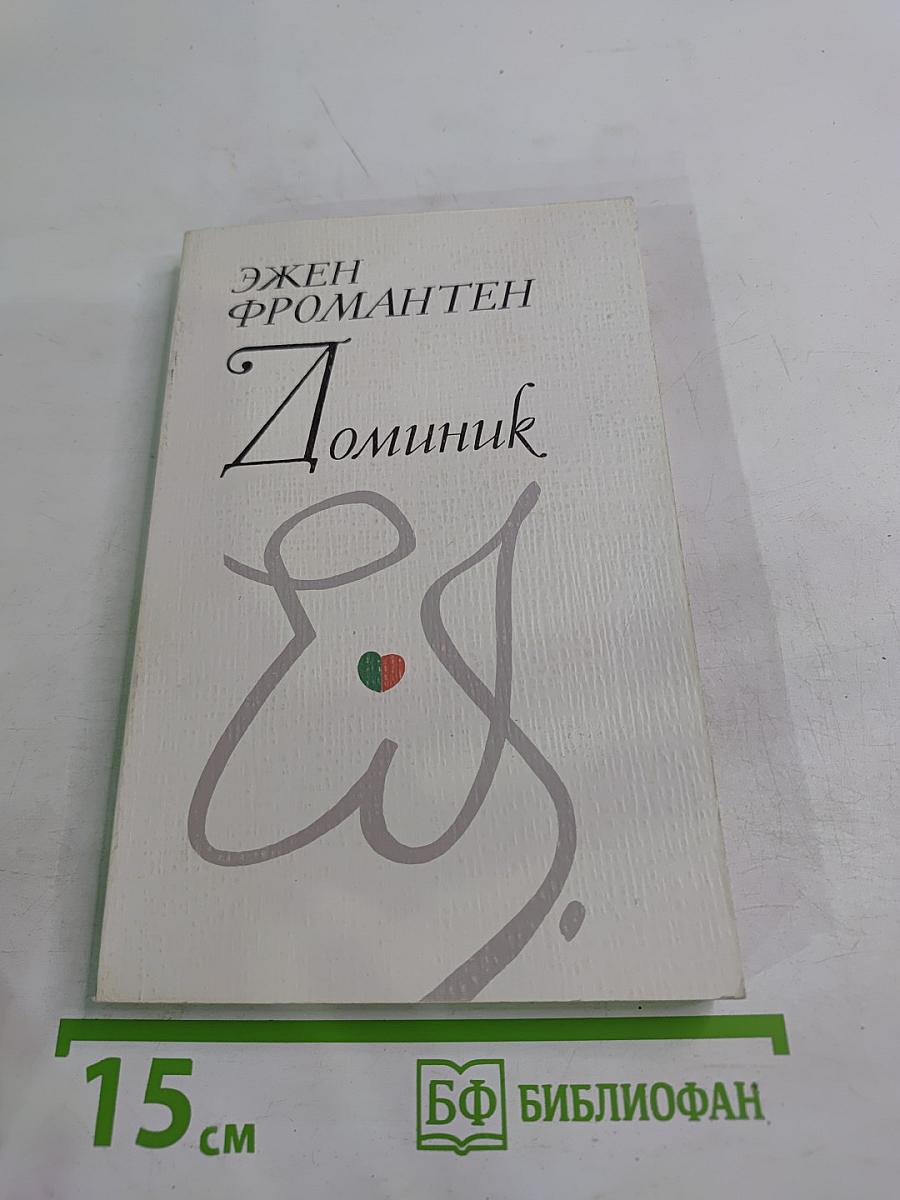 ЭЖЕН
ФРОМАНТЕН
Доминик
15 см
БФ БИБЛИОФАН